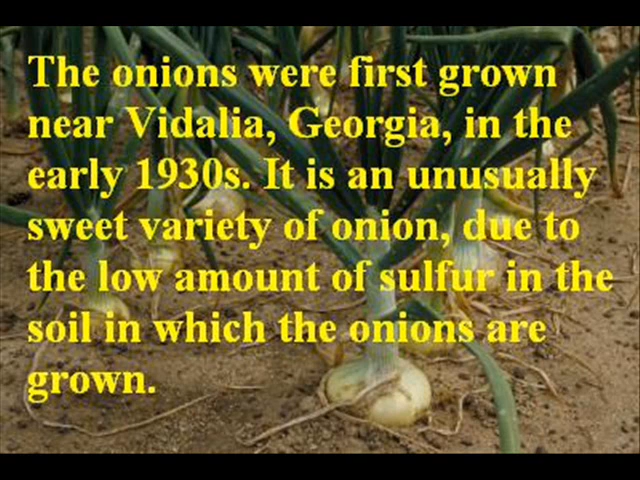 The onions were first grown
near Vidalia, Georgia, in the
early 1930s. It is an unusually
sweet variety of onion, due to
the low amount of sulfur in the
soil in which the onions are
grown.